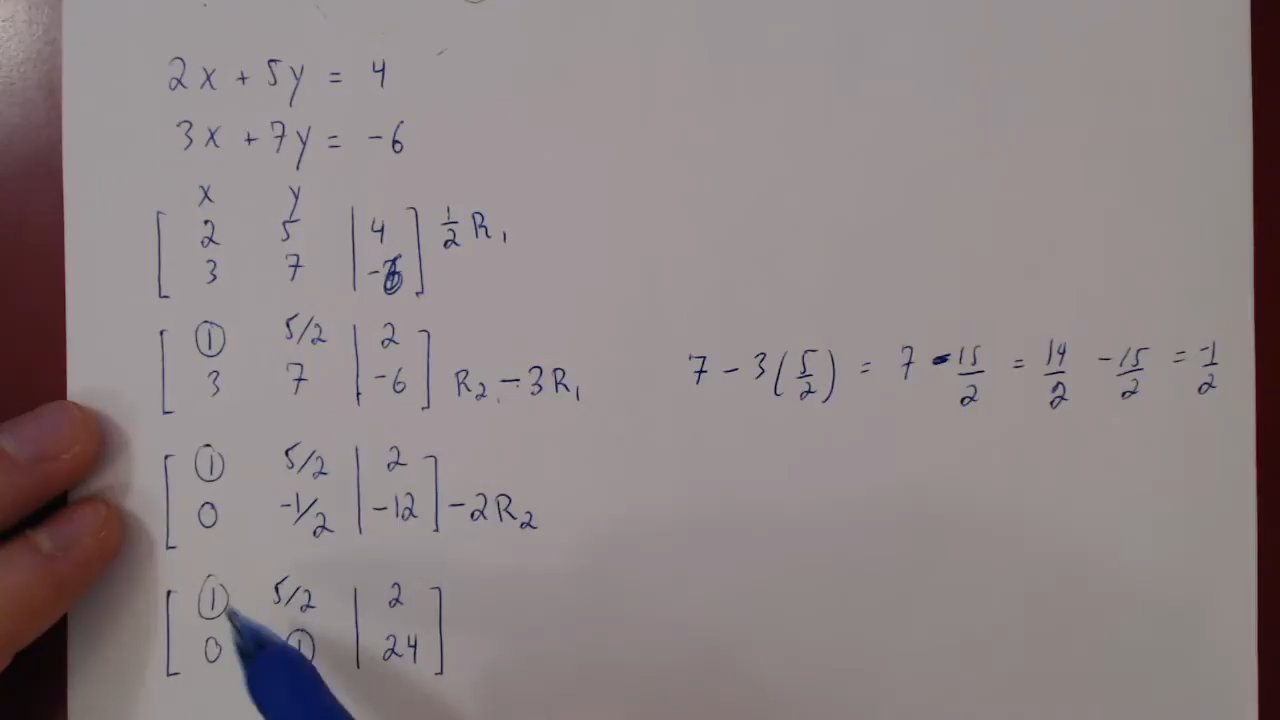 2x + 5y = 4
3x + 7y = -6
x y
[ 2 5 | 4 ] 1/2 R1
[ 3 7 | -6 ]
[ 1 5/2 | 2 ]
[ 3 7 | -6 ] R2 - 3R1
7 - 3(5/2) = 7 - 15/2 = 14/2 - 15/2 = -1/2
[ 1 5/2 | 2 ]
[ 0 -1/2 | -12 ] -2R2
[ 1 5/2 | 2 ]
[ 0 1 | 24 ]